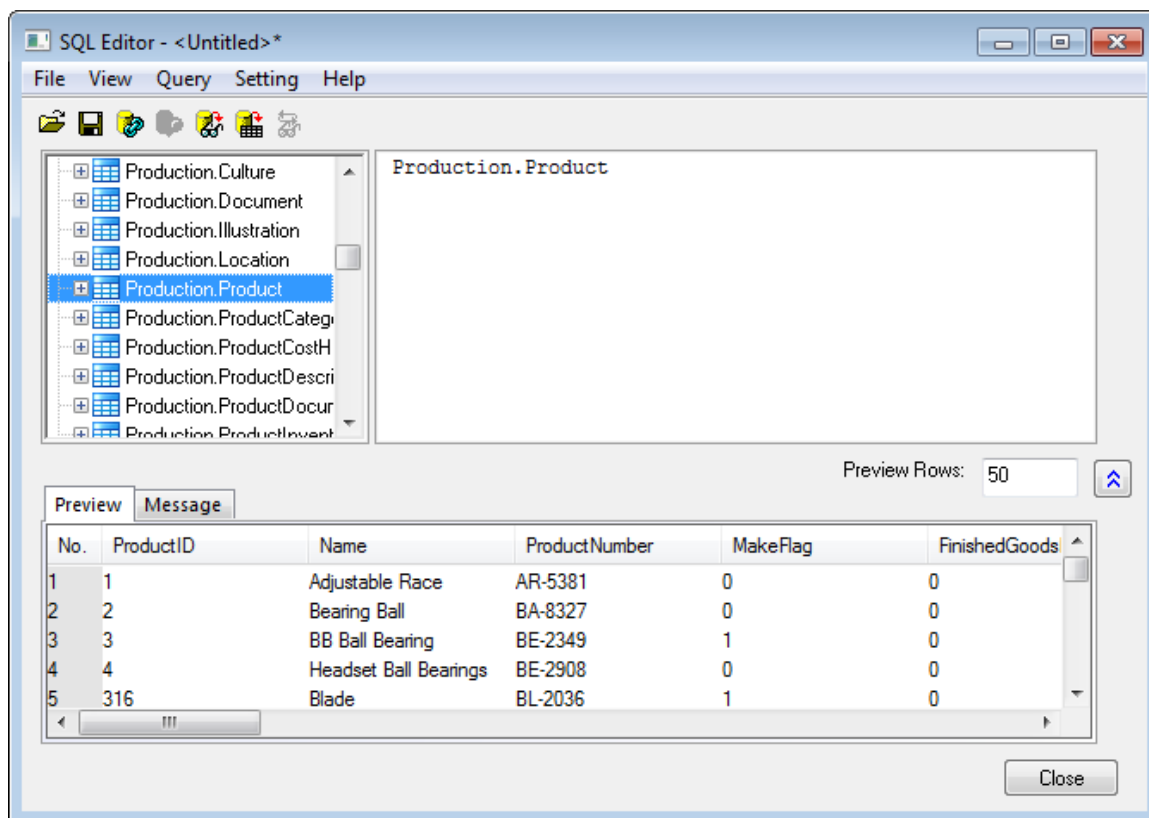 SQL Editor - <Untitled>*
File View Query Setting Help
Production.Culture
Production.Document
Production.Illustration
Production.Location
Production.Product
Production.ProductCateg
Production.ProductCostH
Production.ProductDescri
Production.ProductDocur
Production.ProductInvent
Production.Product
Preview Rows: 50
Preview Message
No. ProductID Name ProductNumber MakeFlag FinishedGoods
1 1 Adjustable Race AR-5381 0 0
2 2 Bearing Ball BA-8327 0 0
3 3 BB Ball Bearing BE-2349 1 0
4 4 Headset Ball Bearings BE-2908 0 0
5 316 Blade BL-2036 1 0
Close